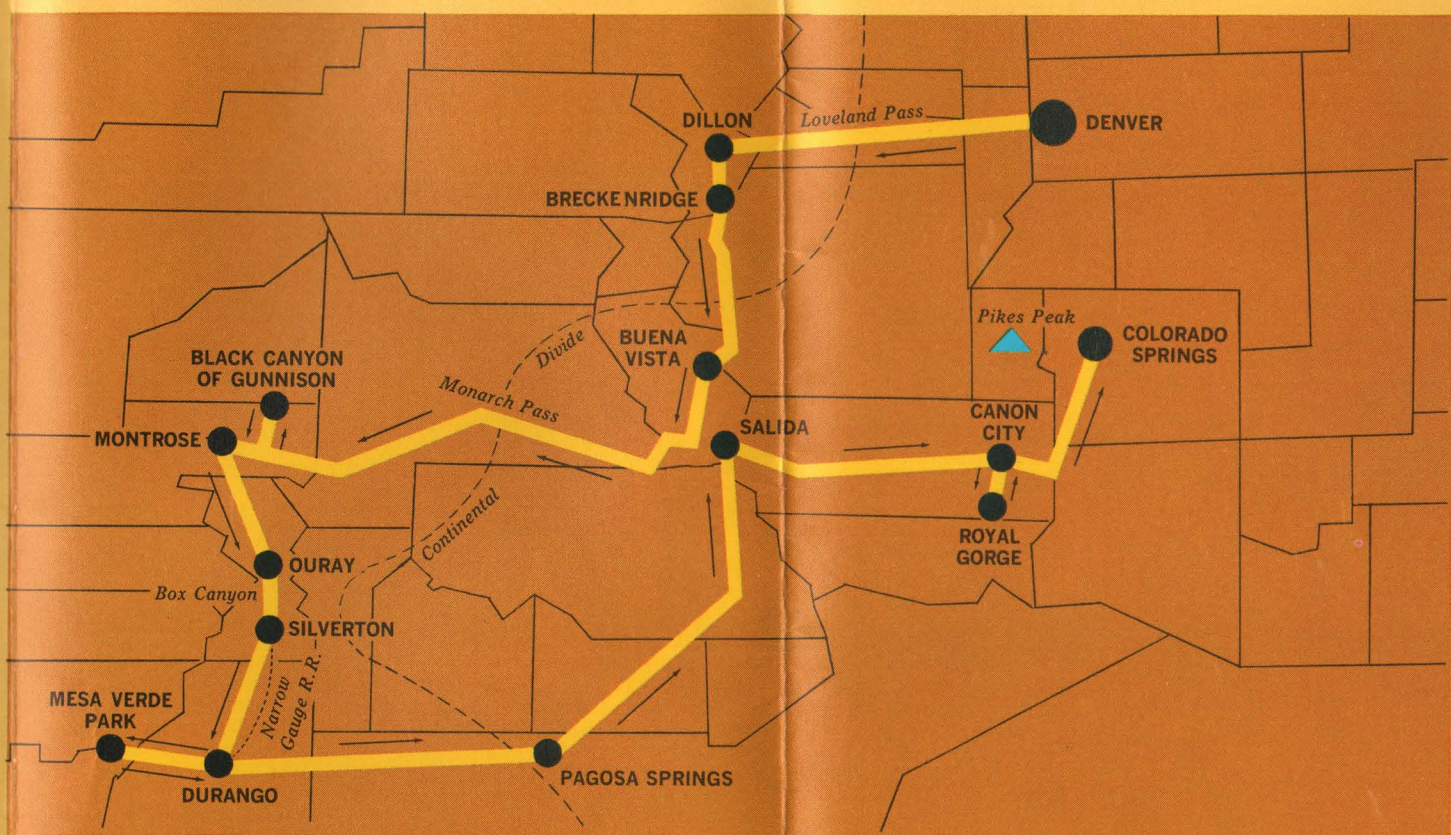 DILLON
Loveland Pass
DENVER
BRECKENRIDGE
Pikes Peak
COLORADO
SPRINGS
BUENA
VISTA
Divide
BLACK CANYON
OF GUNNISON
Monarch Pass
MONTROSE
SALIDA
CANON
CITY
Continental
ROYAL
GORGE
OURAY
Box Canyon
SILVERTON
Narrow
Gauge R.R.
MESA VERDE
PARK
DURANGO
PAGOSA SPRINGS